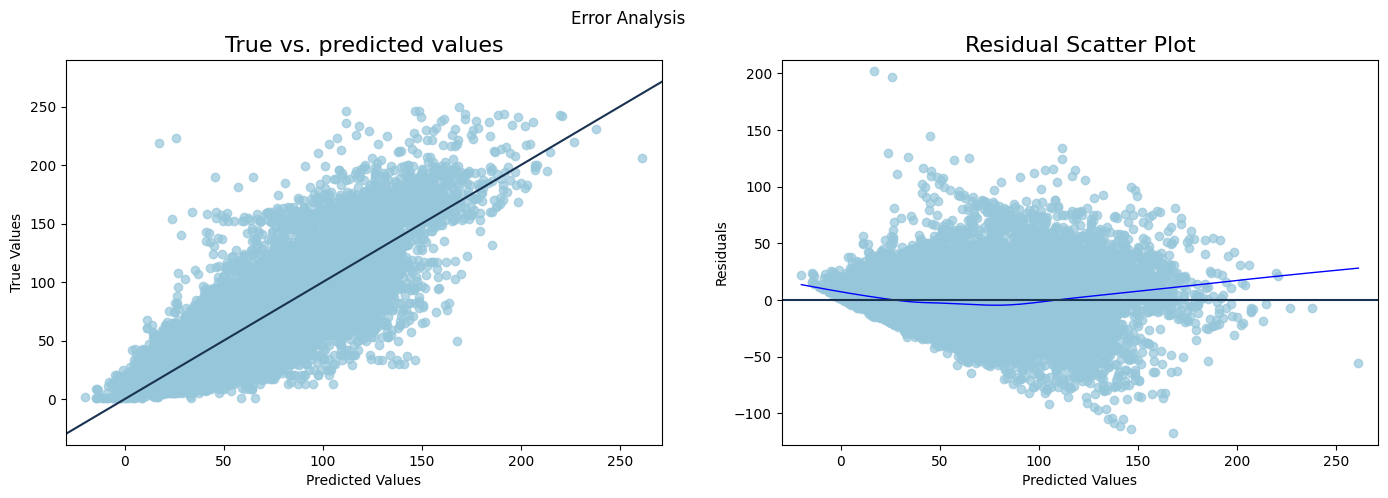 Error Analysis
True vs. predicted values
True Values
250
200
150
100
50
0
0 50 100 150 200 250
Predicted Values
Residual Scatter Plot
Residuals
200
150
100
50
0
−50
−100
0 50 100 150 200 250
Predicted Values